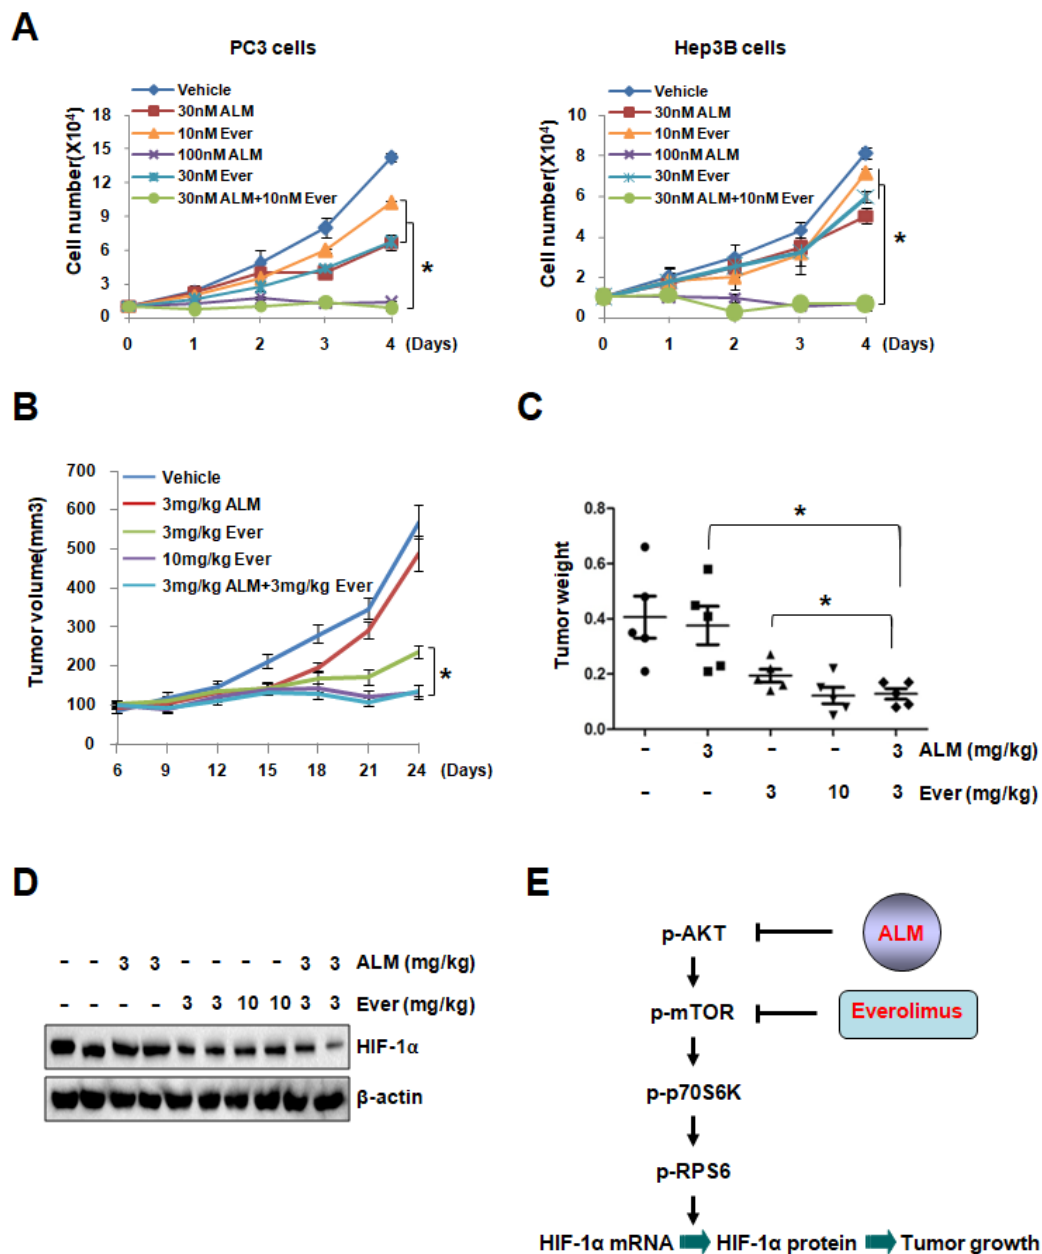 A
PC3 cells
Vehicle
30nM ALM
10nM Ever
100nM ALM
30nM Ever
30nM ALM+10nM Ever
Cell number(X10⁴)
18
15
12
9
6
3
0
*
0 1 2 3 4 (Days)
Hep3B cells
Vehicle
30nM ALM
10nM Ever
100nM ALM
30nM Ever
30nM ALM+10nM Ever
Cell number(X10⁴)
10
8
6
4
2
0
*
0 1 2 3 4 (Days)
B
Vehicle
3mg/kg ALM
3mg/kg Ever
10mg/kg Ever
3mg/kg ALM+3mg/kg Ever
Tumor volume(mm3)
700
600
500
400
300
200
100
0
*
6 9 12 15 18 21 24 (Days)
C
Tumor weight
0.8
0.6
0.4
0.2
0.0
*
*
– 3 – – 3 ALM (mg/kg)
– – 3 10 3 Ever (mg/kg)
D
– – 3 3 – – – – 3 3 ALM (mg/kg)
– – – – 3 3 10 10 3 3 Ever (mg/kg)
HIF-1α
β-actin
E
p-AKT ALM
p-mTOR Everolimus
p-p70S6K
p-RPS6
HIF-1α mRNA HIF-1α protein Tumor growth